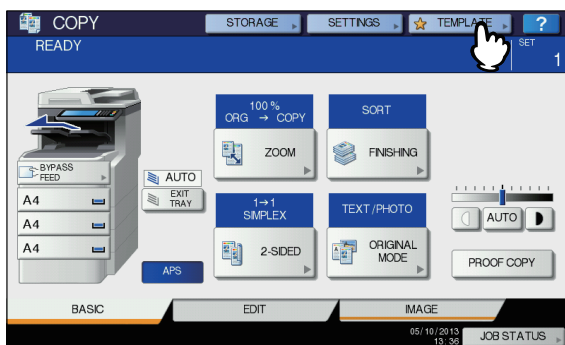 COPY
STORAGE
SETTINGS
TEMPLATE
?
READY
SET
1
100 %
ORG → COPY
ZOOM
SORT
FINISHING
BYPASS
FEED
A4
A4
A4
AUTO
EXIT
TRAY
APS
1→1
SIMPLEX
2-SIDED
TEXT/PHOTO
ORIGINAL
MODE
AUTO
PROOF COPY
BASIC
EDIT
IMAGE
05/10/2013
13:36
JOB STATUS